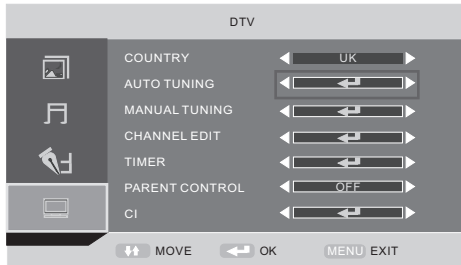 DTV
COUNTRY UK
AUTO TUNING
MANUAL TUNING
CHANNEL EDIT
TIMER
PARENT CONTROL OFF
CI
MOVE OK MENU EXIT